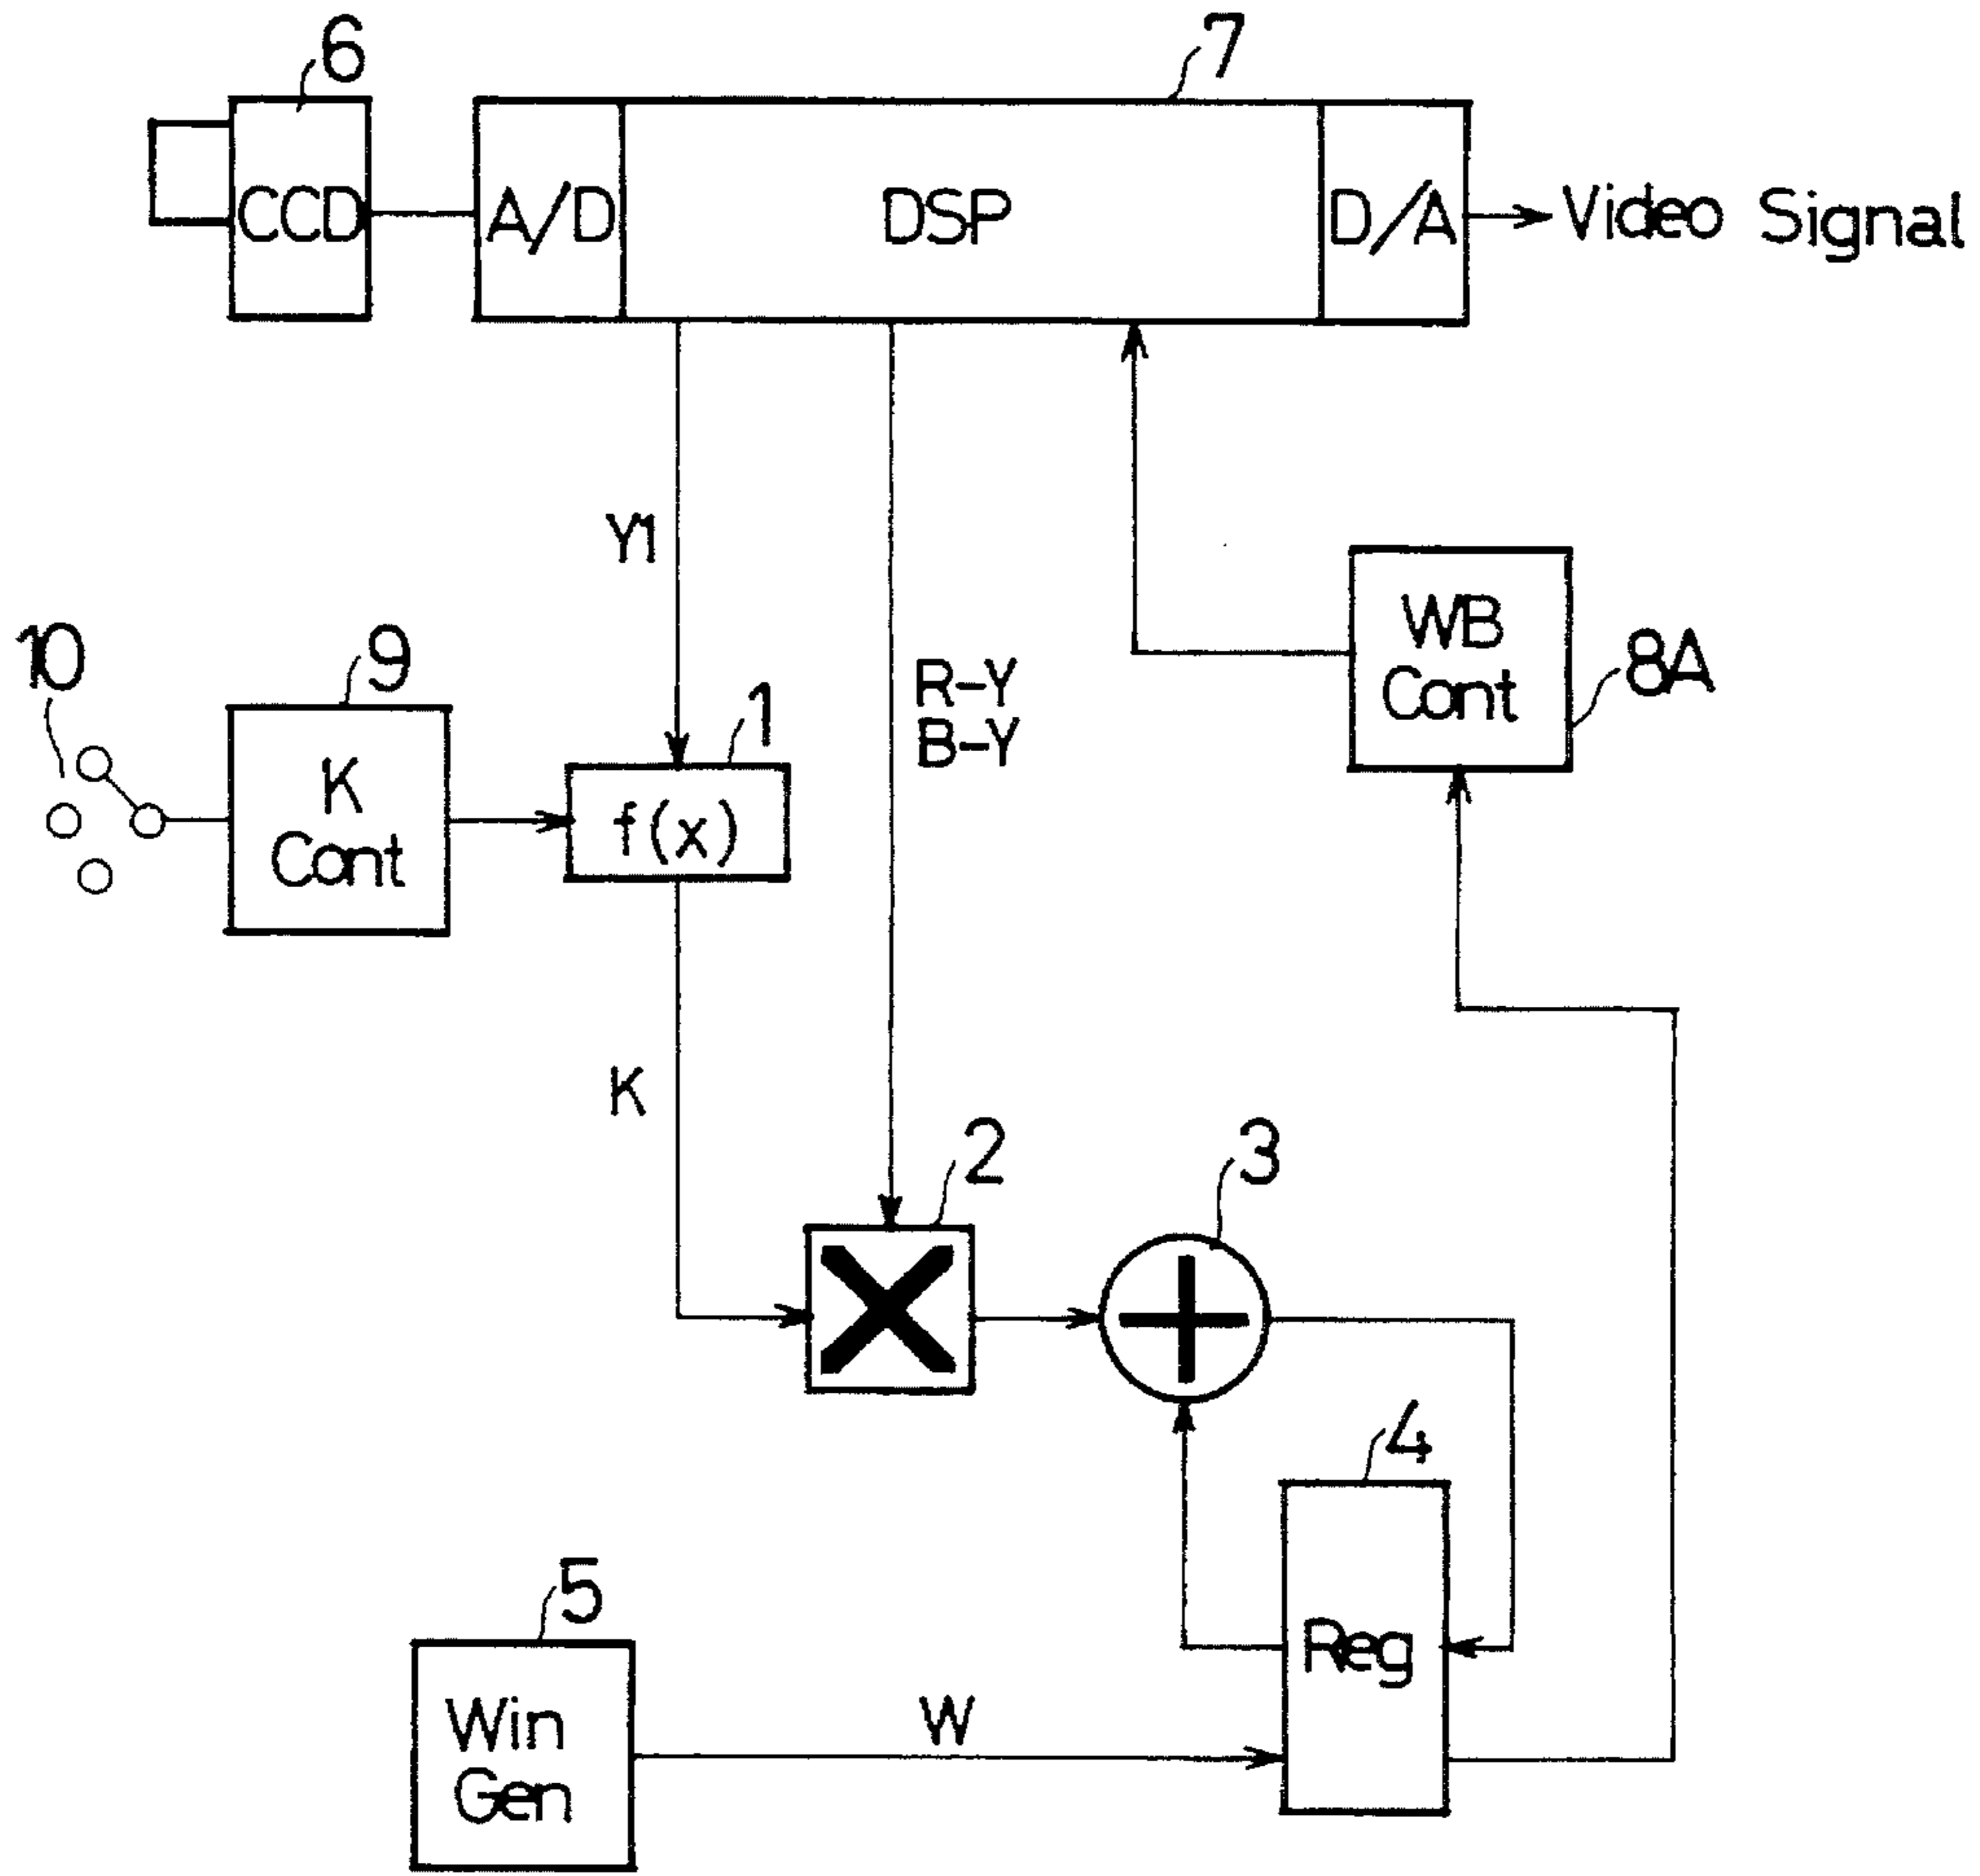 6
7
CCD
A/D
DSP
D/A
Video Signal
Y1
WB
Cont
8A
10
9
R-Y
B-Y
1
K
Cont
f(x)
K
2
3
4
5
Reg
Win
Gen
W